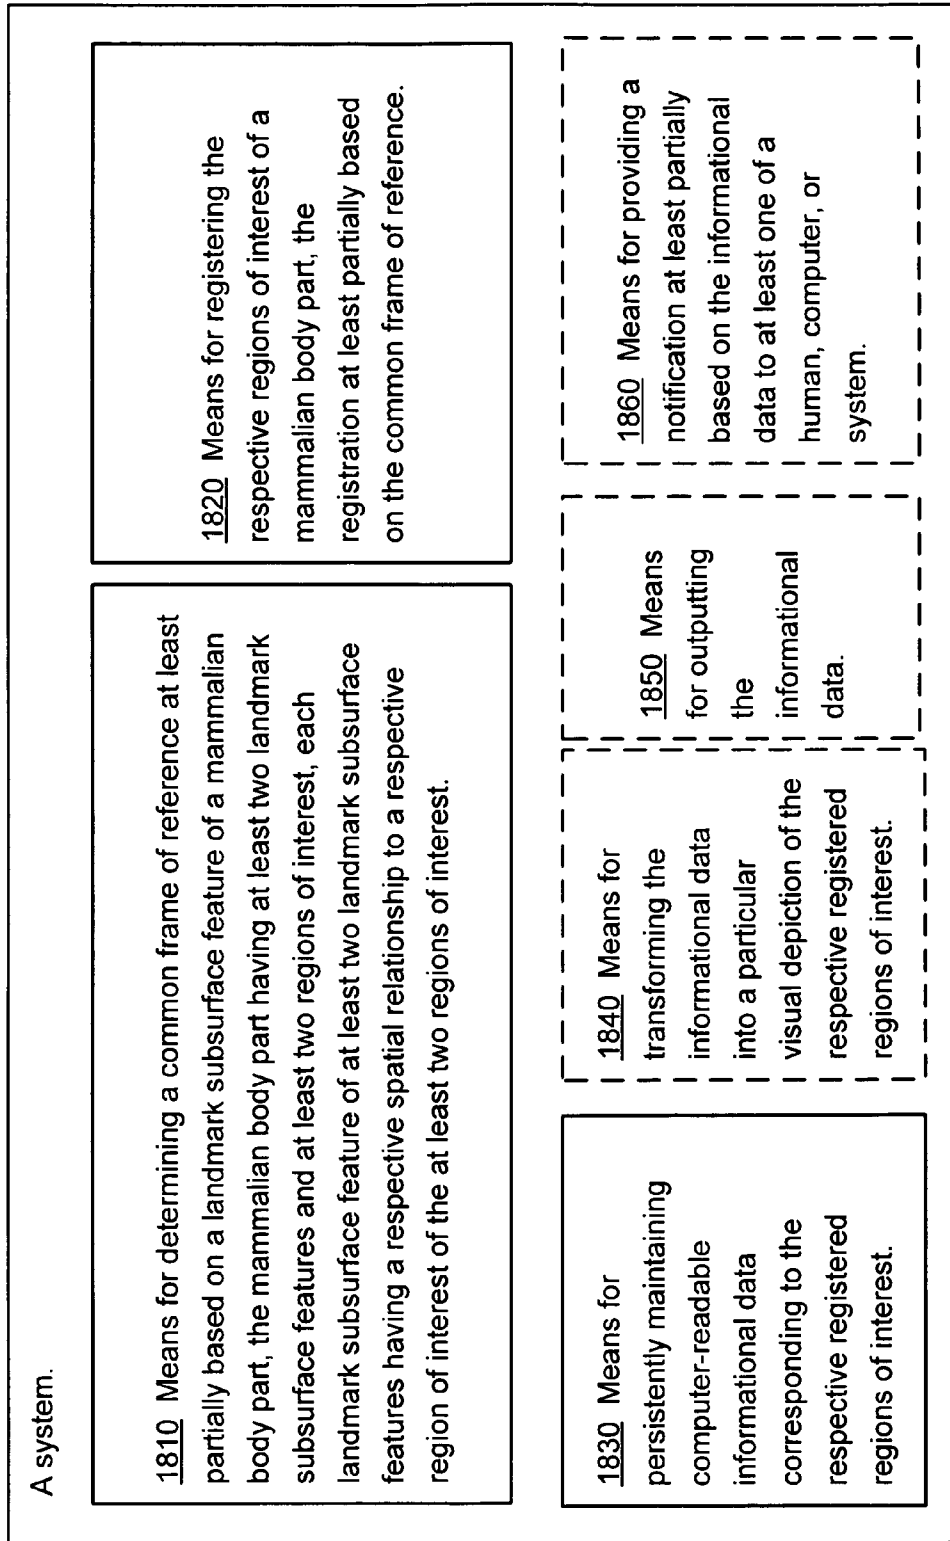 A system.
1810 Means for determining a common frame of reference at least
partially based on a landmark subsurface feature of a mammalian
body part, the mammalian body part having at least two landmark
subsurface features and at least two regions of interest, each
landmark subsurface feature of at least two landmark subsurface
features having a respective spatial relationship to a respective
region of interest of the at least two regions of interest.
1820 Means for registering the
respective regions of interest of a
mammalian body part, the
registration at least partially based
on the common frame of reference.
1830 Means for
persistently maintaining
computer-readable
informational data
corresponding to the
respective registered
regions of interest.
1840 Means for
transforming the
informational data
into a particular
visual depiction of the
respective registered
regions of interest.
1850 Means
for outputting
the
informational
data.
1860 Means for providing a
notification at least partially
based on the informational
data to at least one of a
human, computer, or
system.